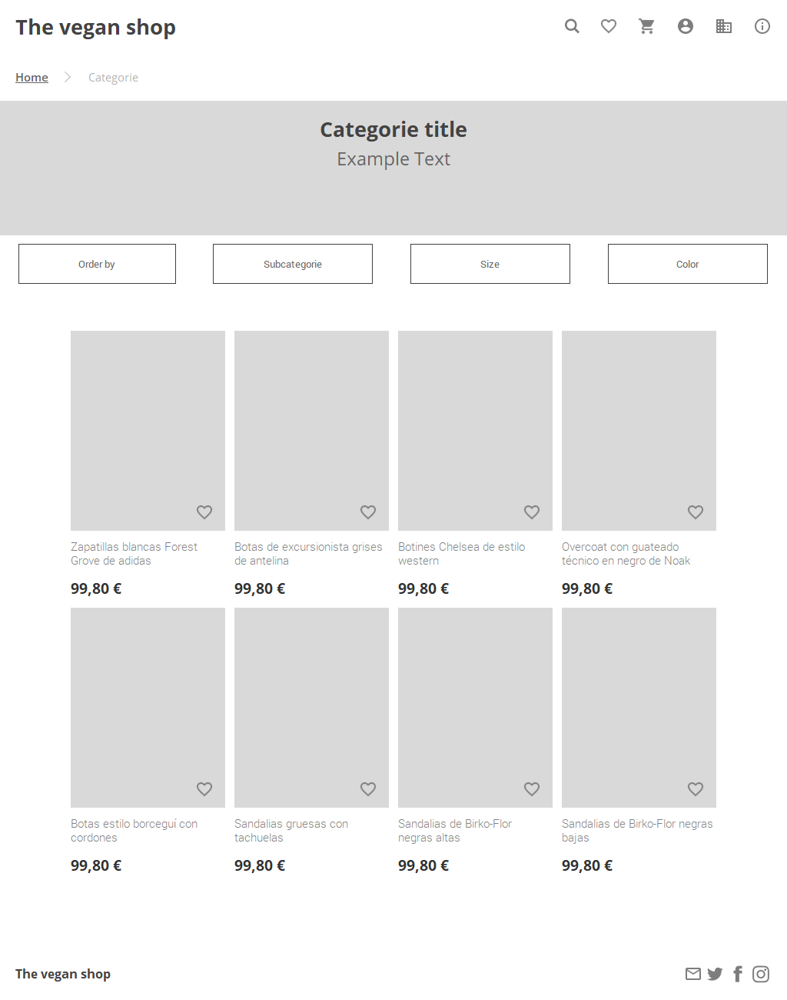 The vegan shop
Home
Categorie
Categorie title
Example Text
Order by
Subcategorie
Size
Color
Zapatillas blancas Forest
Grove de adidas
99,80 €
Botas de excursionista grises
de antelina
99,80 €
Botines Chelsea de estilo
western
99,80 €
Overcoat con guateado
técnico en negro de Noak
99,80 €
Botas estilo borceguí con
cordones
99,80 €
Sandalias gruesas con
tachuelas
99,80 €
Sandalias de Birko-Flor
negras altas
99,80 €
Sandalias de Birko-Flor negras
bajas
99,80 €
The vegan shop